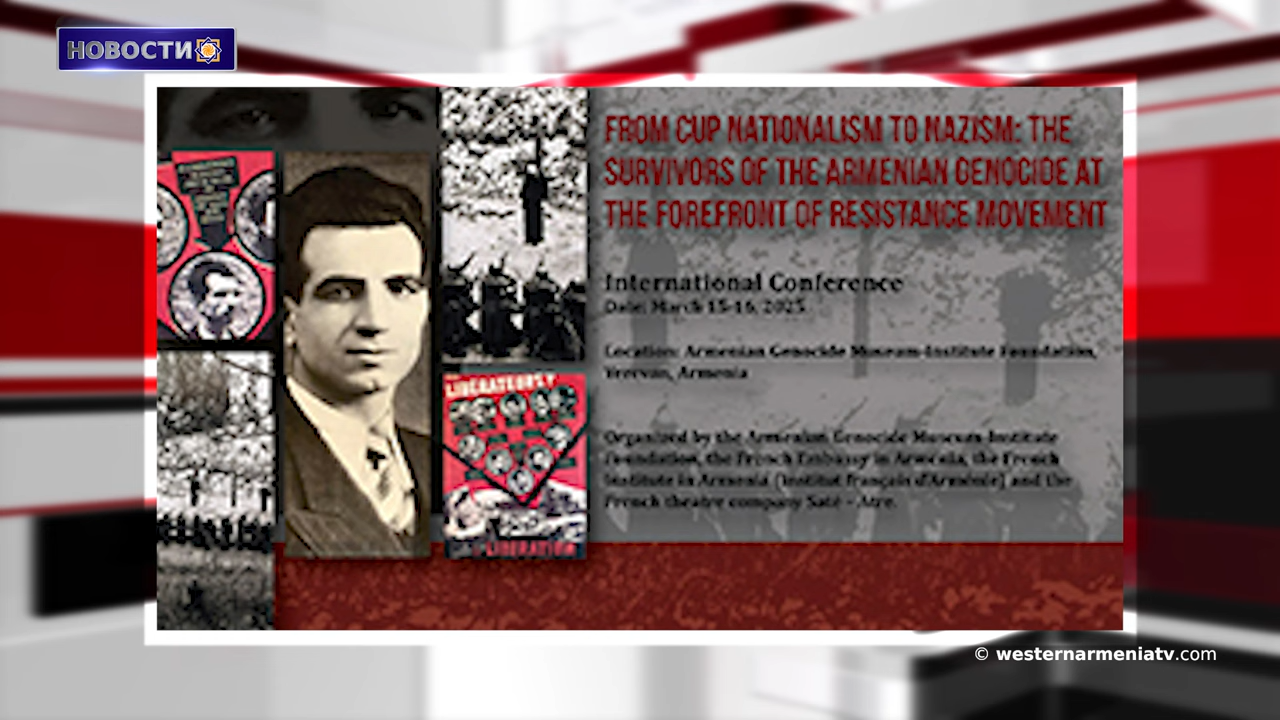 НОВОСТИ
FROM CUP NATIONALISM TO NAZISM: THE
SURVIVORS OF THE ARMENIAN GENOCIDE AT
THE FOREFRONT OF RESISTANCE MOVEMENT
International Conference
Date: March 15-16, 2025
Location: Armenian Genocide Museum-Institute Foundation,
Yerevan, Armenia
Organized by the Armenian Genocide Museum-Institute
Foundation, the French Embassy in Armenia, the French
Institute in Armenia (Institut français d'Arménie) and the
French theatre company Saté - Atre.
LIBERATEURS?
LIBERATION
© westernarmeniatv.com